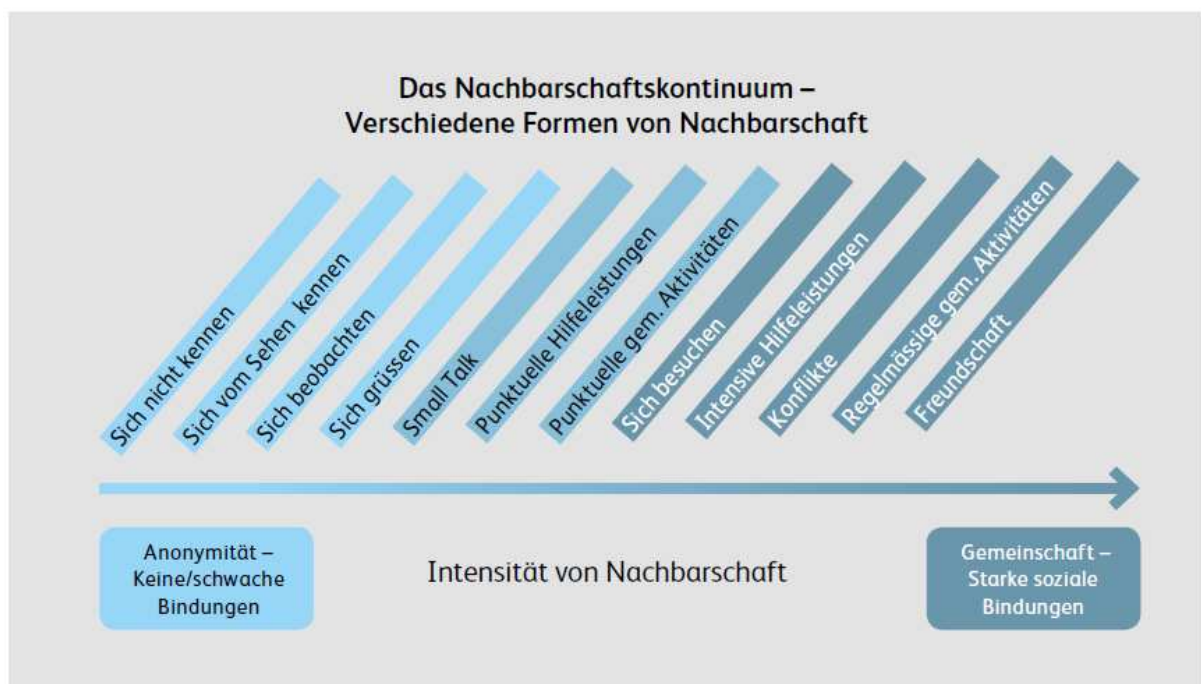 Das Nachbarschaftskontinuum –
Verschiedene Formen von Nachbarschaft
Sich nicht kennen
Sich vom Sehen kennen
Sich beobachten
Sich grüssen
Small Talk
Punktuelle Hilfeleistungen
Punktuelle gem. Aktivitäten
Sich besuchen
Intensive Hilfeleistungen
Konflikte
Regelmässige gem. Aktivitäten
Freundschaft
Anonymität –
Keine/schwache
Bindungen
Intensität von Nachbarschaft
Gemeinschaft –
Starke soziale
Bindungen